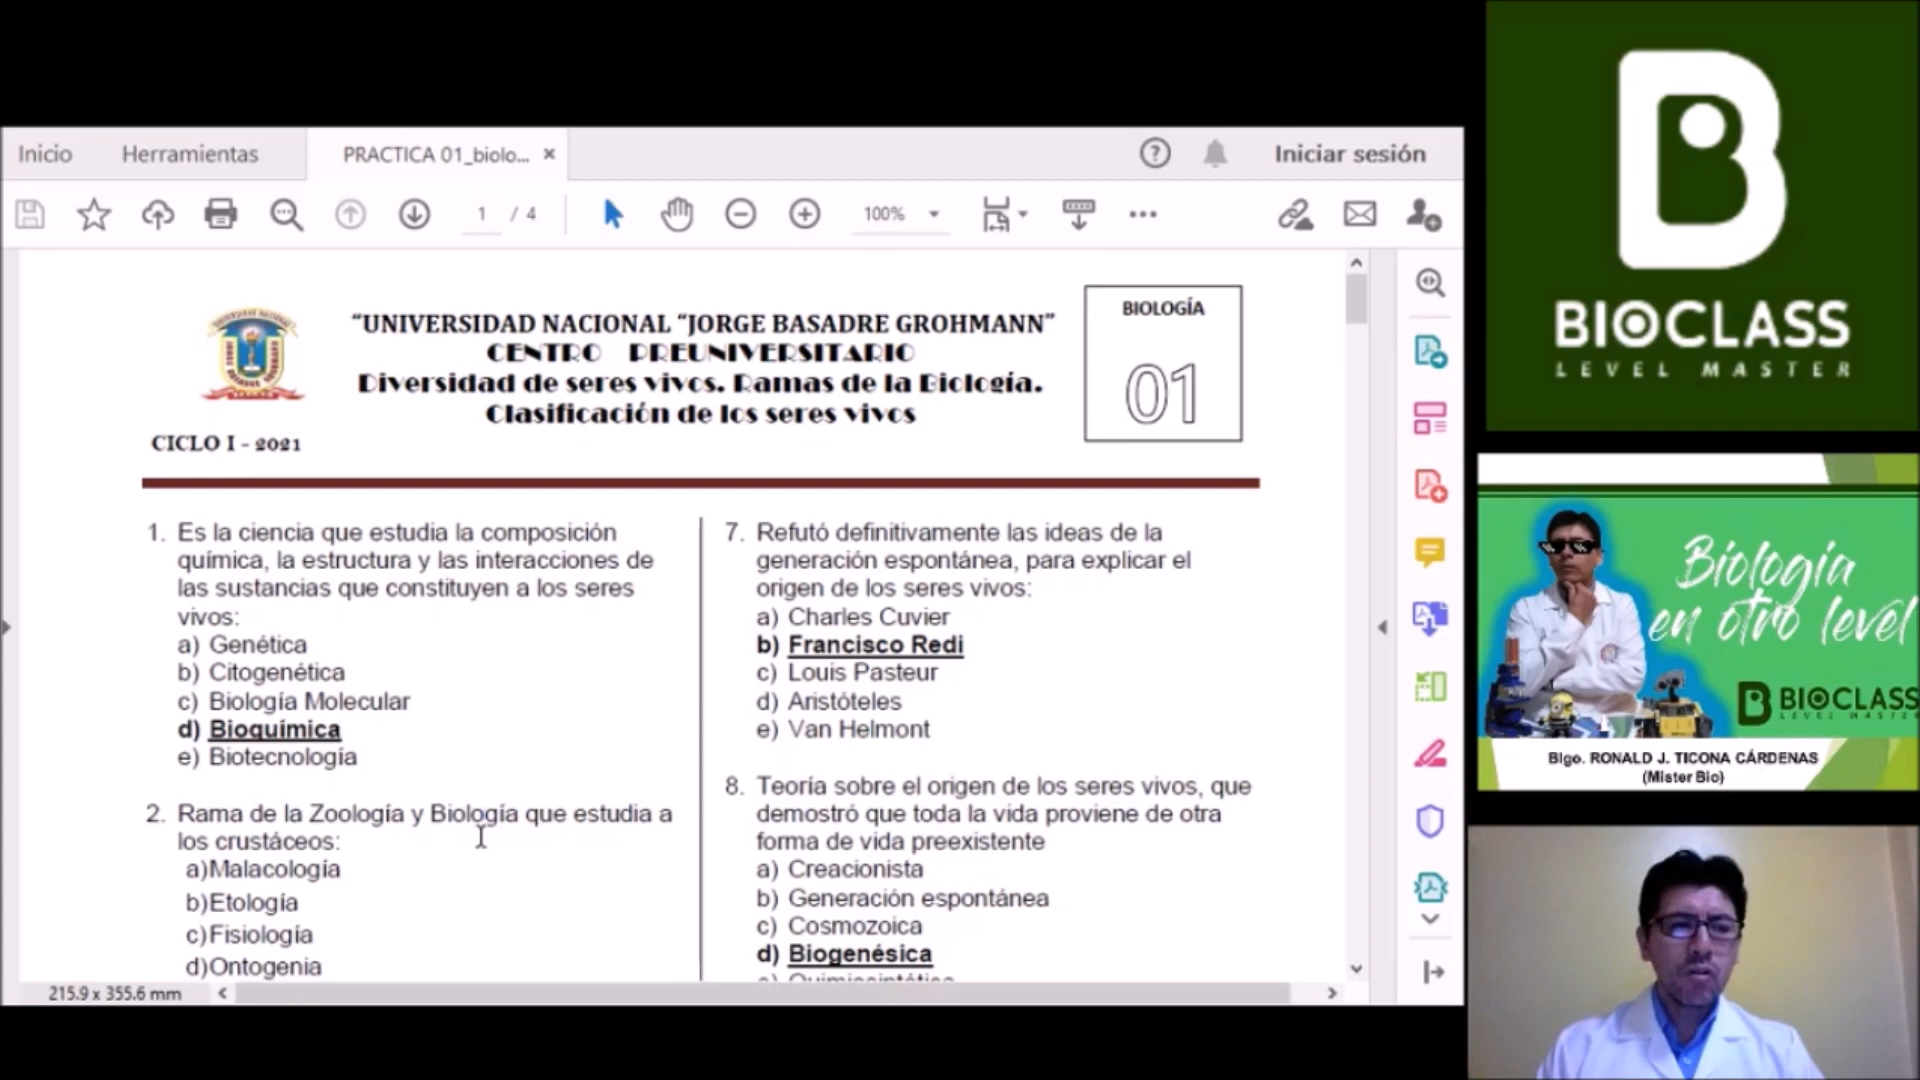 Inicio
Herramientas
PRACTICA 01_biolo...
Iniciar sesión
1 / 4
100%
"UNIVERSIDAD NACIONAL "JORGE BASADRE GROHMANN"
CENTRO PREUNIVERSITARIO
Diversidad de seres vivos. Ramas de la Biología.
Clasificación de los seres vivos
CICLO I - 2021
BIOLOGÍA
01
1. Es la ciencia que estudia la composición
química, la estructura y las interacciones de
las sustancias que constituyen a los seres
vivos:
a) Genética
b) Citogenética
c) Biología Molecular
d) Bioquímica
e) Biotecnología
2. Rama de la Zoología y Biología que estudia a
los crustáceos:
a)Malacología
b)Etología
c)Fisiología
d)Ontogenia
7. Refutó definitivamente las ideas de la
generación espontánea, para explicar el
origen de los seres vivos:
a) Charles Cuvier
b) Francisco Redi
c) Louis Pasteur
d) Aristóteles
e) Van Helmont
8. Teoría sobre el origen de los seres vivos, que
demostró que toda la vida proviene de otra
forma de vida preexistente
a) Creacionista
b) Generación espontánea
c) Cosmozoica
d) Biogenésica
215.9 x 355.6 mm
BIOCLASS
LEVEL MASTER
Biología
en otro level
BIOCLASS
LEVEL MASTER
Blgo. RONALD J. TICONA CÁRDENAS
(Mister Bio)